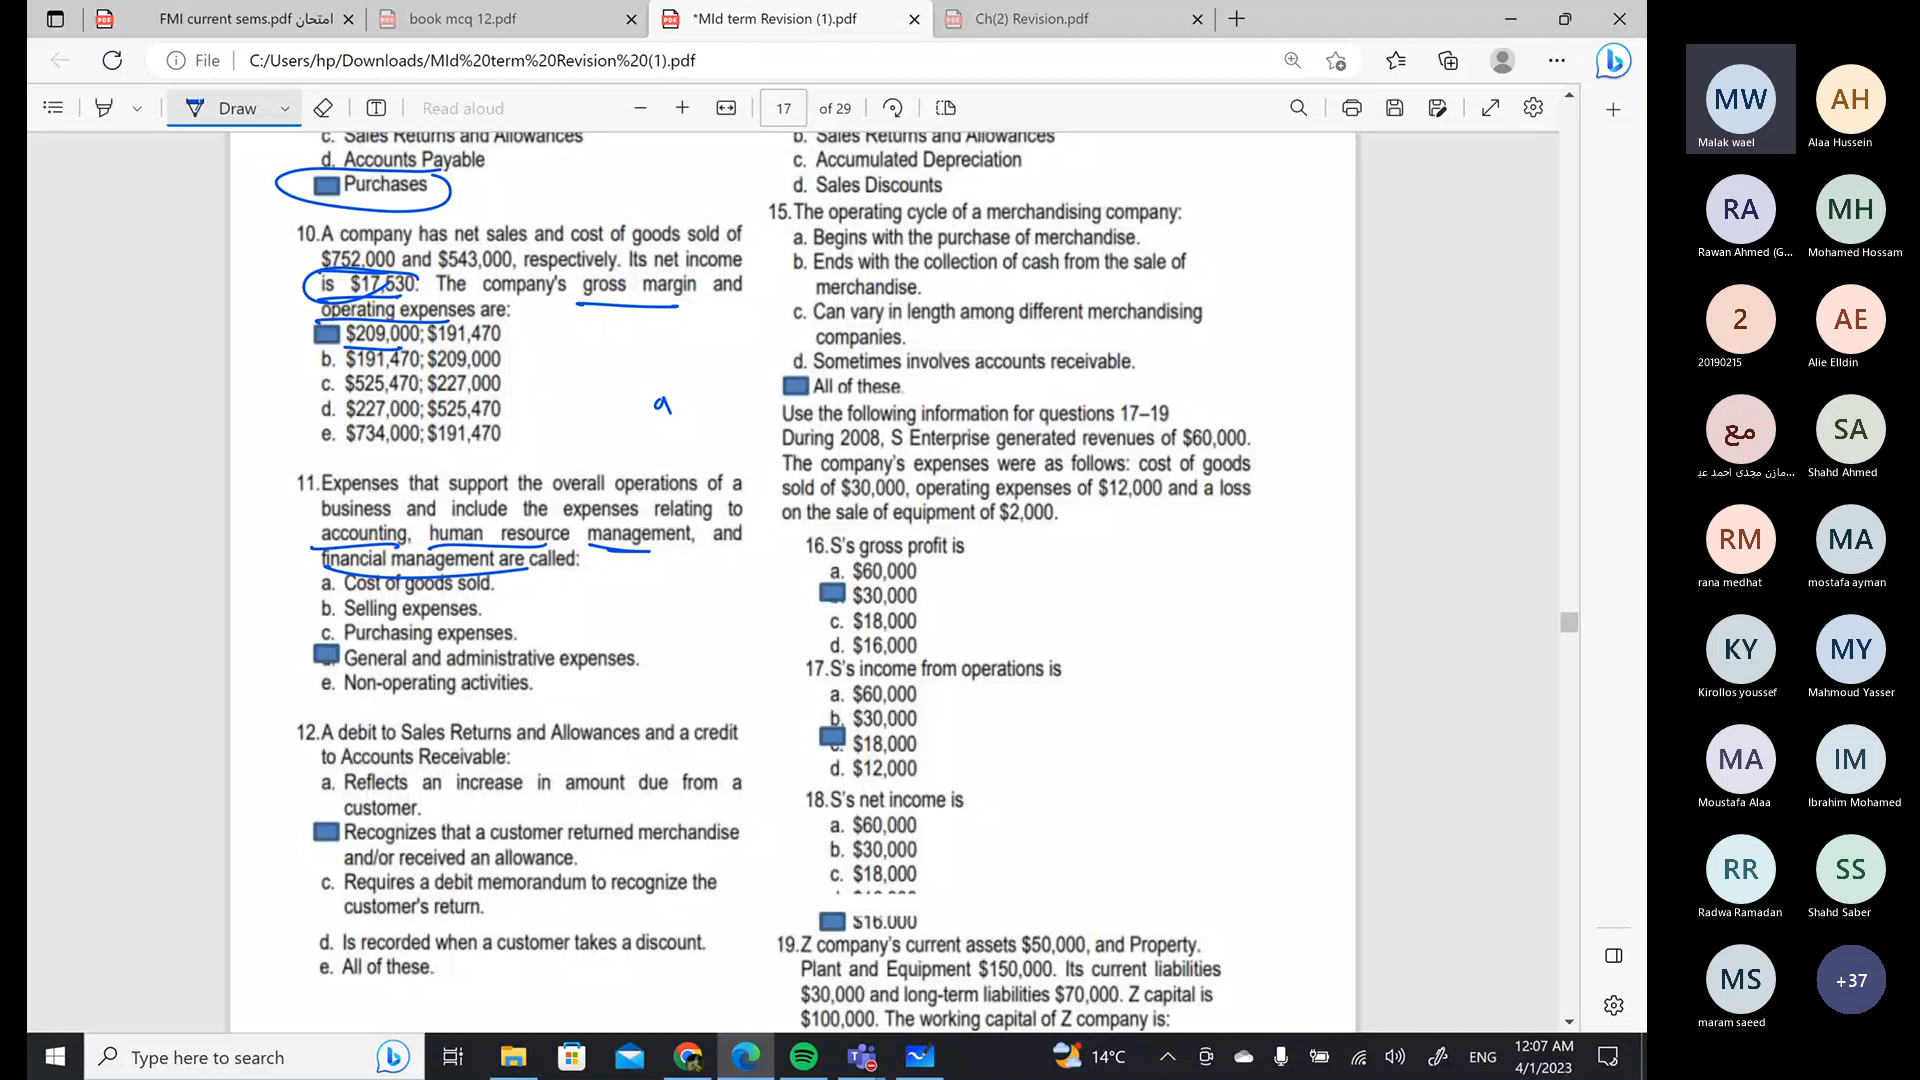 FMI current sems.pdf امتحان
book mcq 12.pdf
*MId term Revision (1).pdf
Ch(2) Revision.pdf
File
C:/Users/hp/Downloads/MId%20term%20Revision%20(1).pdf
Draw
Read aloud
17
of 29
c. Sales Returns and Allowances
d. Accounts Payable
Purchases
10.A company has net sales and cost of goods sold of
$752,000 and $543,000, respectively. Its net income
is $17,530. The company's gross margin and
operating expenses are:
$209,000; $191,470
b. $191,470; $209,000
c. $525,470; $227,000
d. $227,000; $525,470
e. $734,000; $191,470
a
11.Expenses that support the overall operations of a
business and include the expenses relating to
accounting, human resource management, and
financial management are called:
a. Cost of goods sold.
b. Selling expenses.
c. Purchasing expenses.
General and administrative expenses.
e. Non-operating activities.
12.A debit to Sales Returns and Allowances and a credit
to Accounts Receivable:
a. Reflects an increase in amount due from a
customer.
Recognizes that a customer returned merchandise
and/or received an allowance.
c. Requires a debit memorandum to recognize the
customer's return.
d. Is recorded when a customer takes a discount.
e. All of these.
b. Sales Returns and Allowances
c. Accumulated Depreciation
d. Sales Discounts
15.The operating cycle of a merchandising company:
a. Begins with the purchase of merchandise.
b. Ends with the collection of cash from the sale of
merchandise.
c. Can vary in length among different merchandising
companies.
d. Sometimes involves accounts receivable.
All of these.
Use the following information for questions 17–19
During 2008, S Enterprise generated revenues of $60,000.
The company's expenses were as follows: cost of goods
sold of $30,000, operating expenses of $12,000 and a loss
on the sale of equipment of $2,000.
16.S's gross profit is
a. $60,000
$30,000
c. $18,000
d. $16,000
17.S's income from operations is
a. $60,000
b. $30,000
$18,000
d. $12,000
18.S's net income is
a. $60,000
b. $30,000
c. $18,000
$16.000
19.Z company's current assets $50,000, and Property.
Plant and Equipment $150,000. Its current liabilities
$30,000 and long-term liabilities $70,000. Z capital is
$100,000. The working capital of Z company is:
MW
Malak wael
AH
Alaa Hussein
RA
Rawan Ahmed (G...
MH
Mohamed Hossam
2
20190215
AE
Alie Elldin
مع
مازن مجدى احمد عبد...
SA
Shahd Ahmed
RM
rana medhat
MA
mostafa ayman
KY
Kirollos youssef
MY
Mahmoud Yasser
MA
Moustafa Alaa
IM
Ibrahim Mohamed
RR
Radwa Ramadan
SS
Shahd Saber
MS
maram saeed
+37
Type here to search
14°C
ENG
12:07 AM
4/1/2023